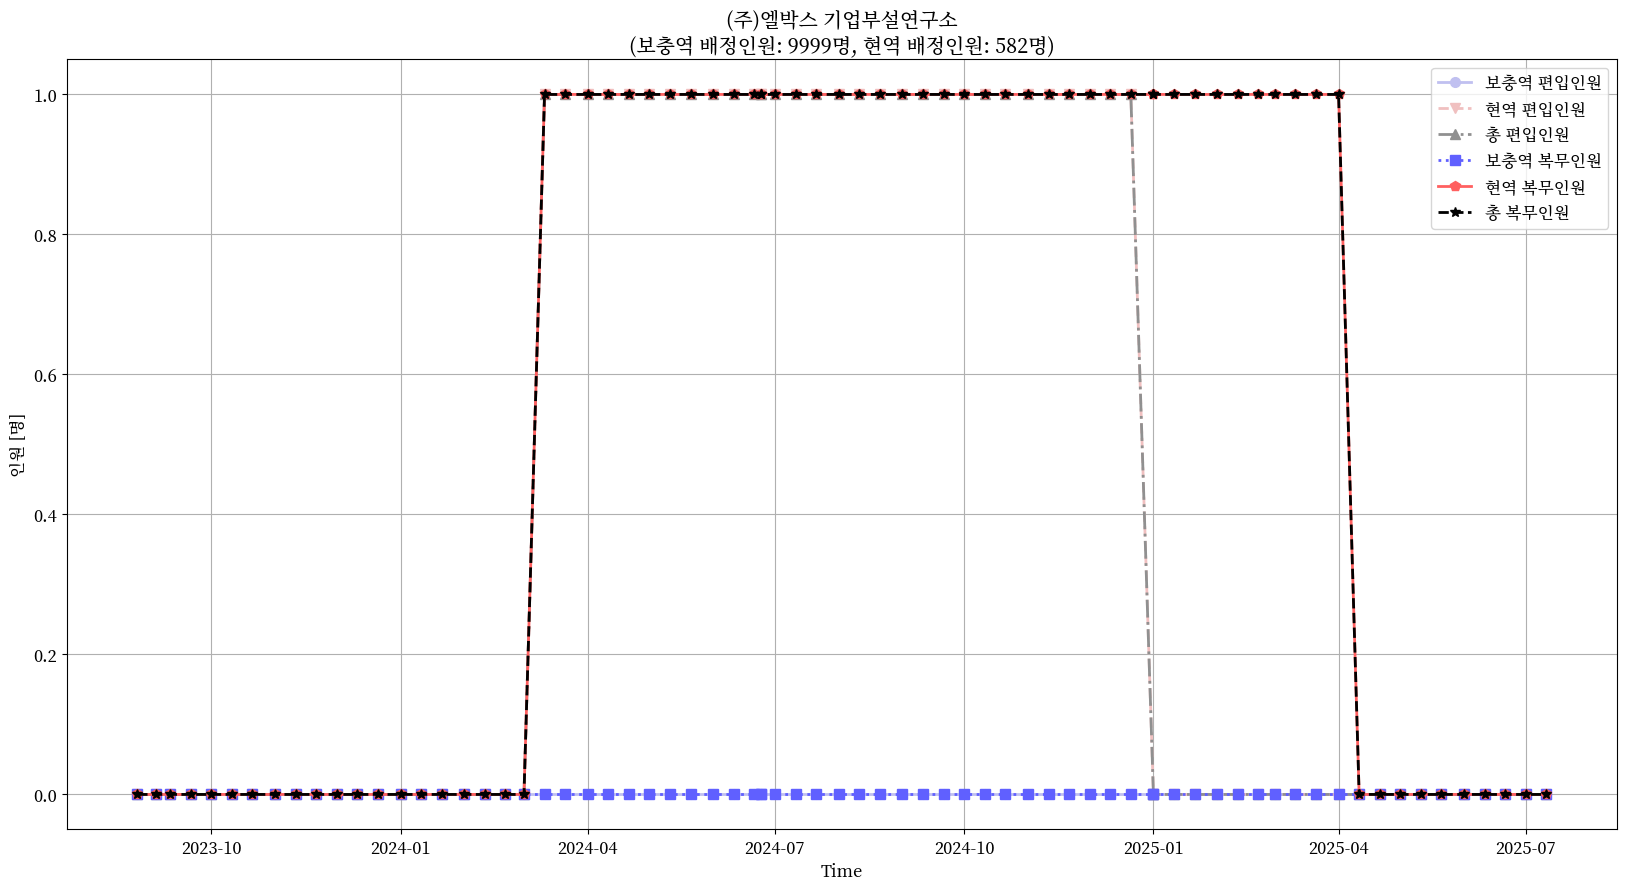 (주)엘박스 기업부설연구소
(보충역 배정인원: 9999명, 현역 배정인원: 582명)
보충역 편입인원
현역 편입인원
총 편입인원
보충역 복무인원
현역 복무인원
총 복무인원
인원 [명]
1.0
0.8
0.6
0.4
0.2
0.0
2023-10
2024-01
2024-04
2024-07
2024-10
2025-01
2025-04
2025-07
Time